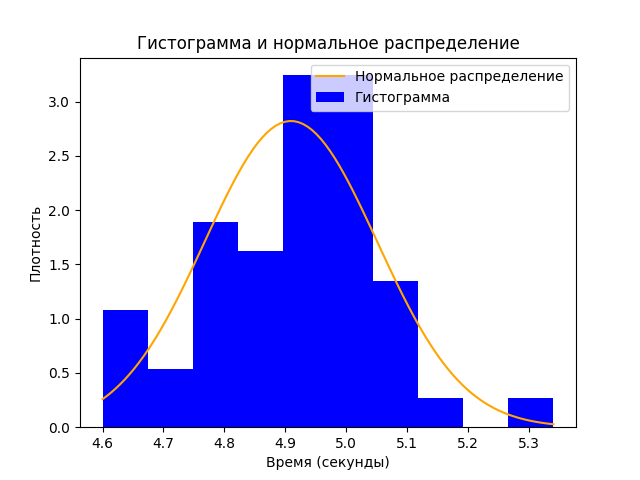 Гистограмма и нормальное распределение
Нормальное распределение
Гистограмма
Плотность
3.0
2.5
2.0
1.5
1.0
0.5
0.0
4.6 4.7 4.8 4.9 5.0 5.1 5.2 5.3
Время (секунды)